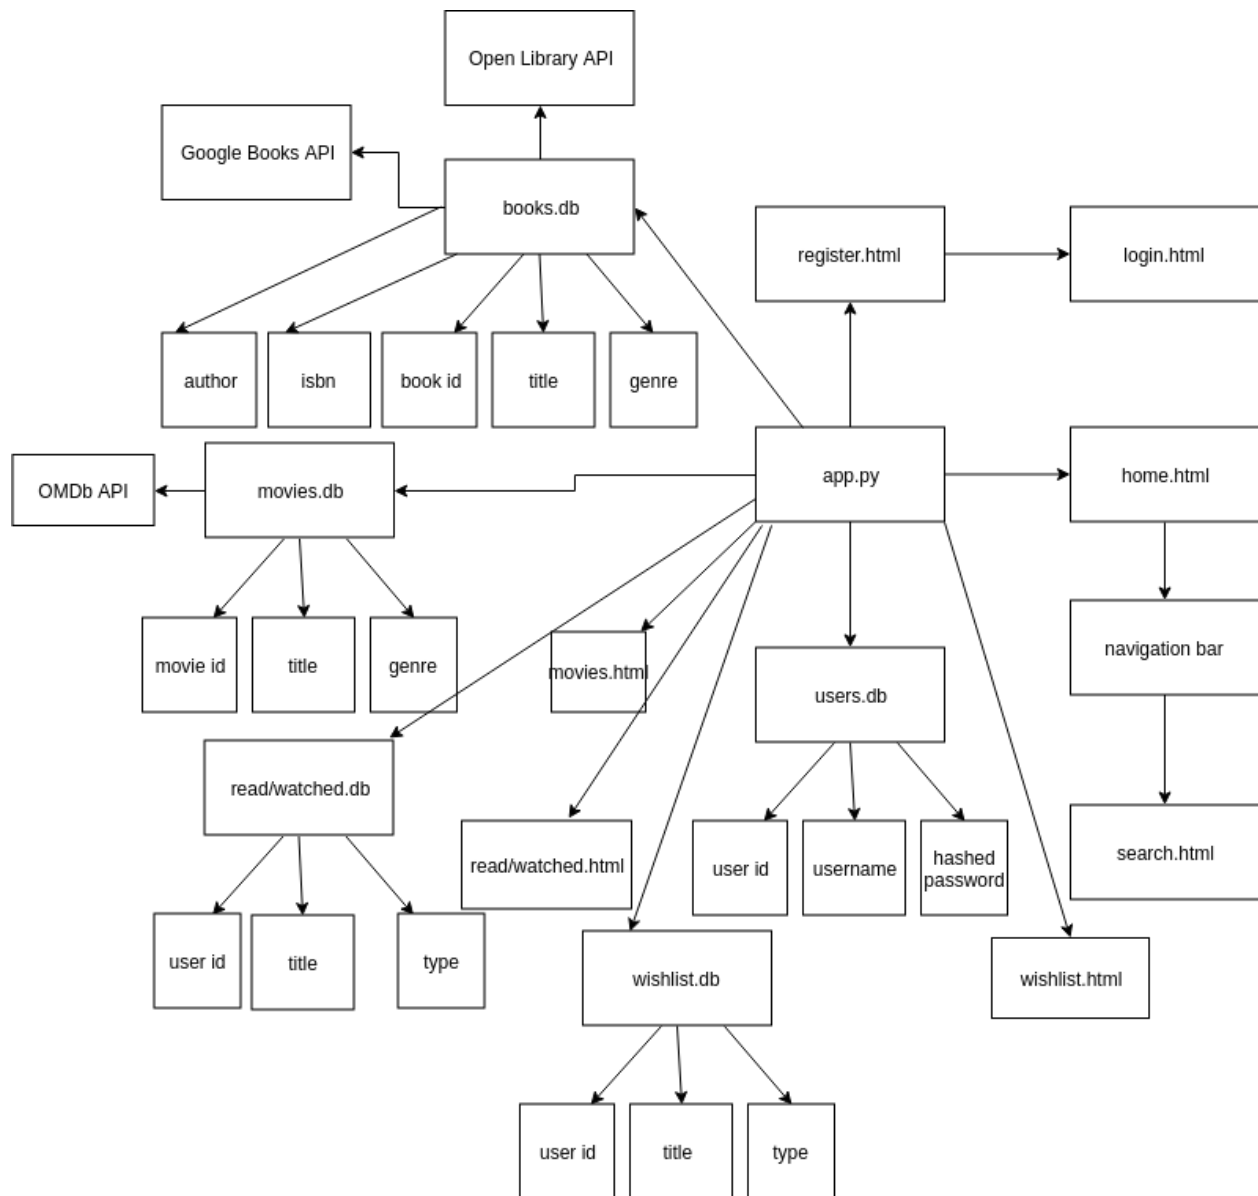 Open Library API
Google Books API
books.db
register.html
login.html
author
isbn
book id
title
genre
app.py
home.html
OMDb API
movies.db
movie id
title
genre
movies.html
navigation bar
users.db
read/watched.db
read/watched.html
user id
username
hashed
password
search.html
user id
title
type
wishlist.db
wishlist.html
user id
title
type